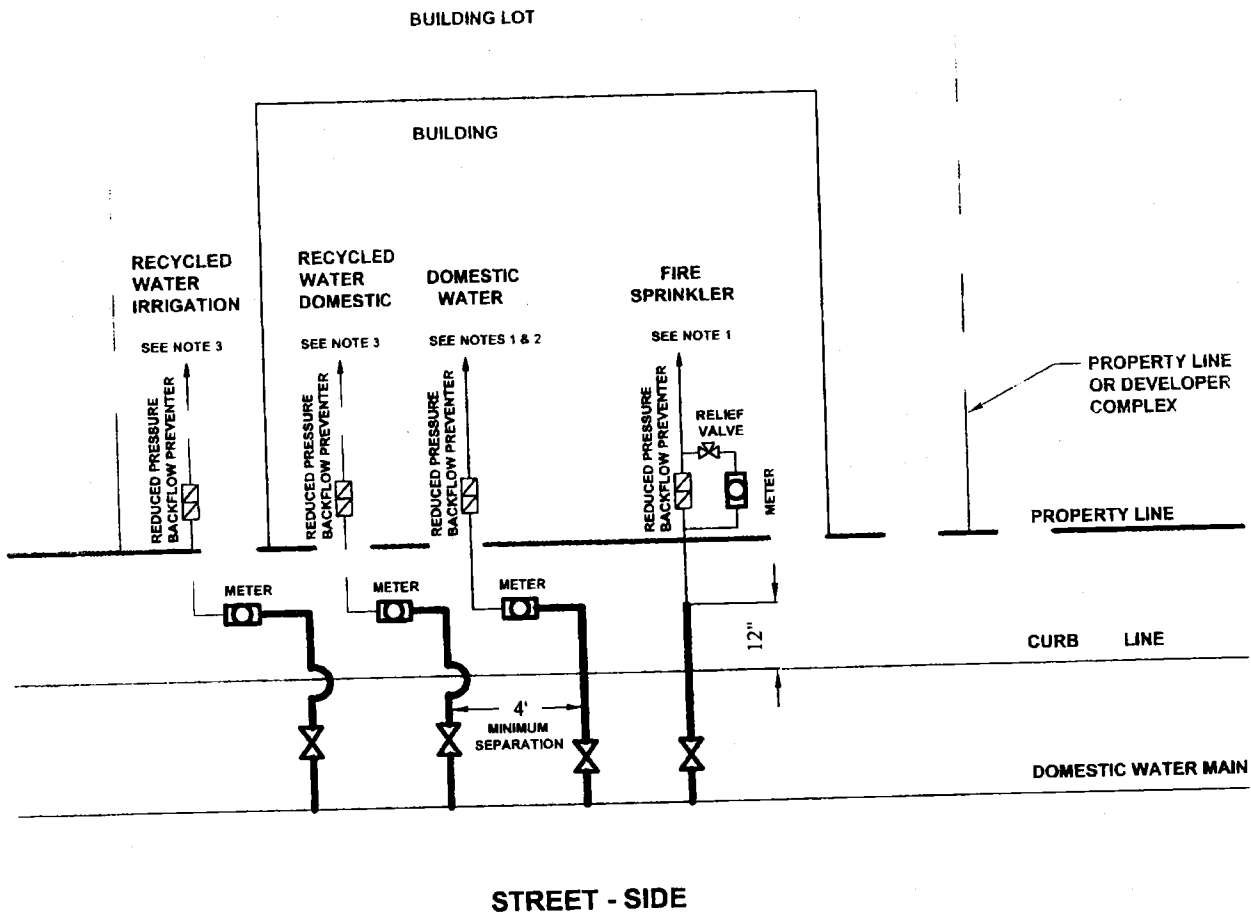 BUILDING LOT
BUILDING
RECYCLED
WATER
IRRIGATION
SEE NOTE 3
RECYCLED
WATER
DOMESTIC
SEE NOTE 3
DOMESTIC
WATER
SEE NOTES 1 & 2
FIRE
SPRINKLER
SEE NOTE 1
PROPERTY LINE
OR DEVELOPER
COMPLEX
REDUCED PRESSURE
BACKFLOW PREVENTER
REDUCED PRESSURE
BACKFLOW PREVENTER
REDUCED PRESSURE
BACKFLOW PREVENTER
REDUCED PRESSURE
BACKFLOW PREVENTER
RELIEF
VALVE
METER
PROPERTY LINE
METER
METER
METER
12"
CURB LINE
4'
MINIMUM
SEPARATION
DOMESTIC WATER MAIN
STREET - SIDE